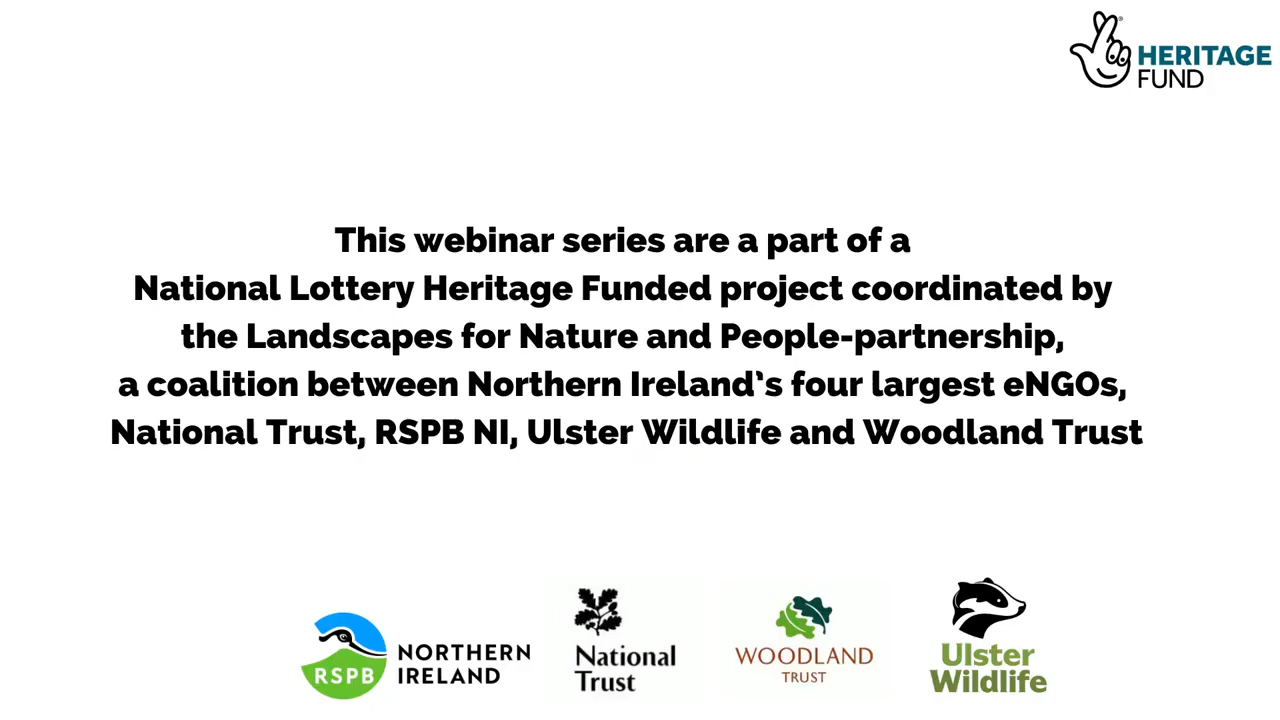 HERITAGE
FUND
This webinar series are a part of a
National Lottery Heritage Funded project coordinated by
the Landscapes for Nature and People-partnership,
a coalition between Northern Ireland's four largest eNGOs,
National Trust, RSPB NI, Ulster Wildlife and Woodland Trust
RSPB
NORTHERN
IRELAND
National
Trust
WOODLAND
TRUST
Ulster
Wildlife